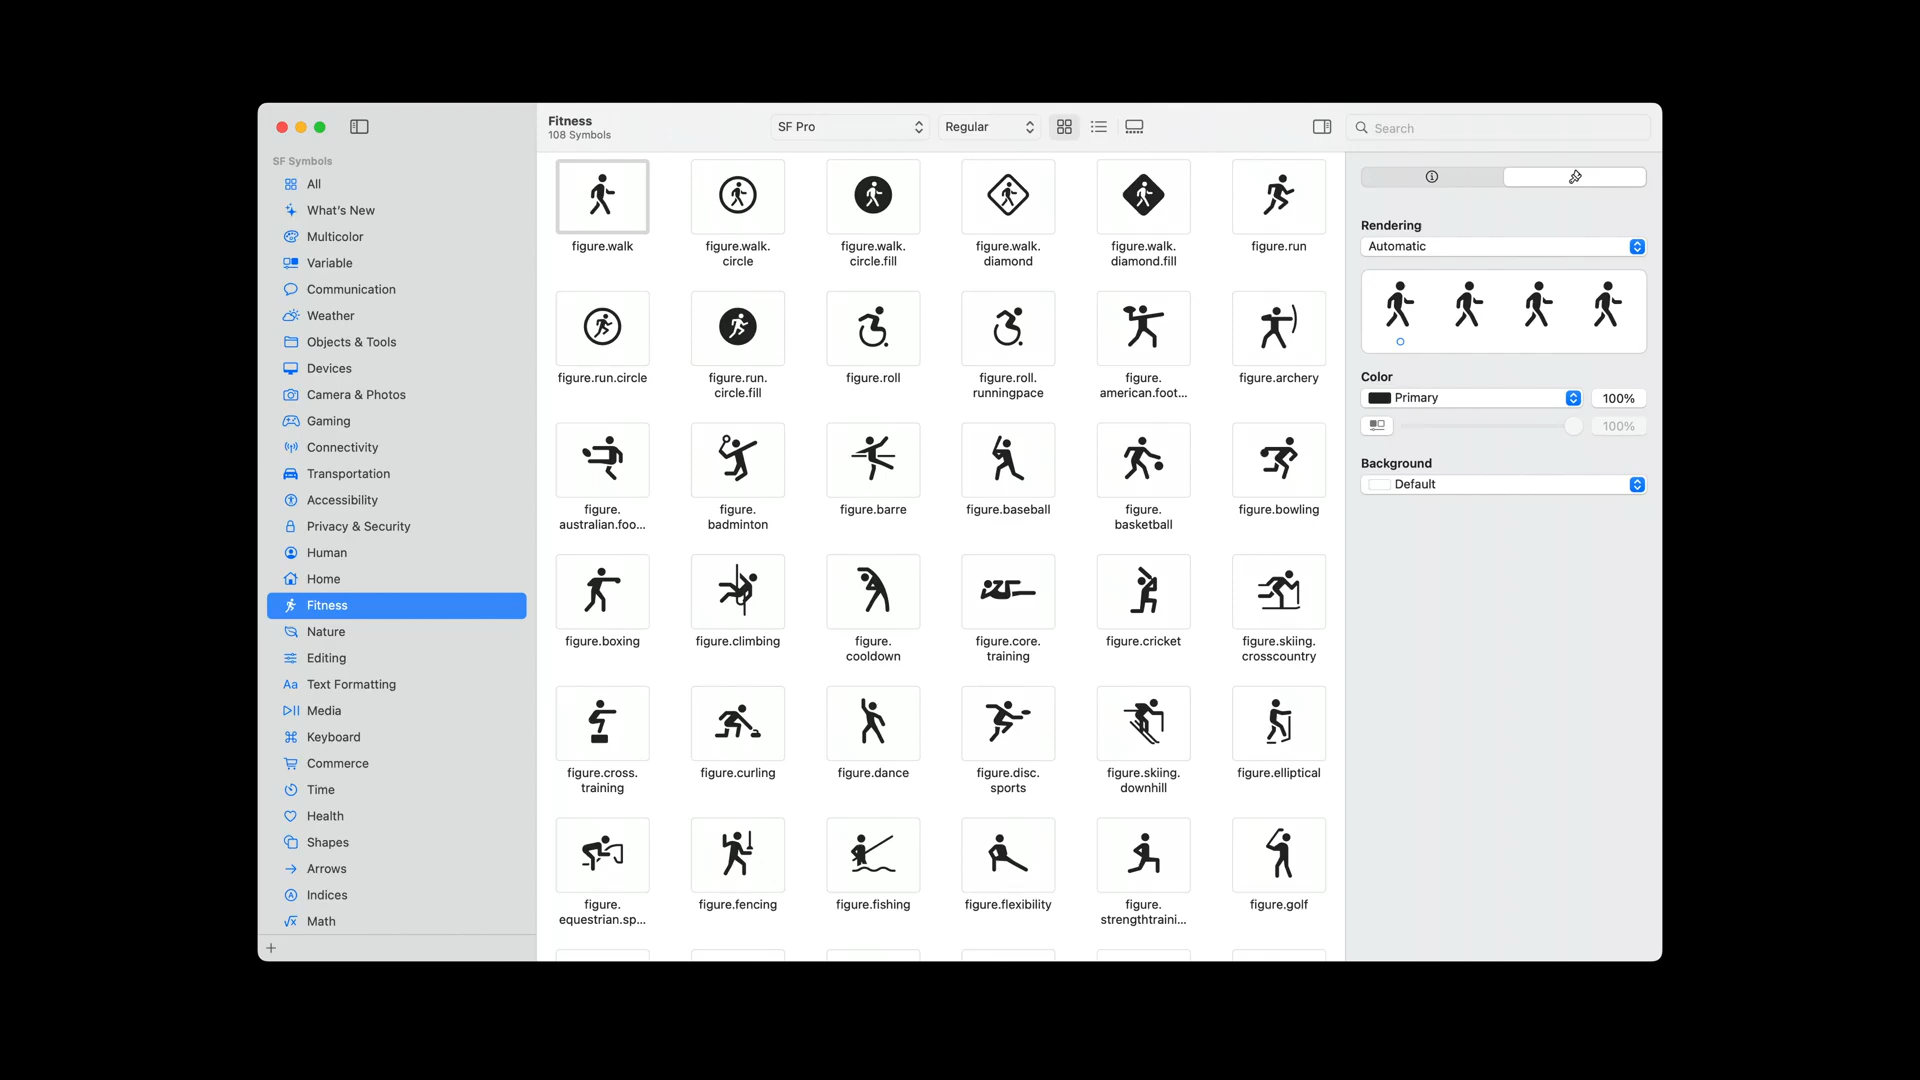 Fitness
108 Symbols
SF Pro
Regular
Search
SF Symbols
All
What's New
Multicolor
Variable
Communication
Weather
Objects & Tools
Devices
Camera & Photos
Gaming
Connectivity
Transportation
Accessibility
Privacy & Security
Human
Home
Fitness
Nature
Editing
Aa Text Formatting
Media
Keyboard
Commerce
Time
Health
Shapes
Arrows
Indices
Math
figure.walk
figure.walk.
circle
figure.walk.
circle.fill
figure.walk.
diamond
figure.walk.
diamond.fill
figure.run
figure.run.circle
figure.run.
circle.fill
figure.roll
figure.roll.
runningpace
figure.
american.foot...
figure.archery
figure.
australian.foo...
figure.
badminton
figure.barre
figure.baseball
figure.
basketball
figure.bowling
figure.boxing
figure.climbing
figure.
cooldown
figure.core.
training
figure.cricket
figure.skiing.
crosscountry
figure.cross.
training
figure.curling
figure.dance
figure.disc.
sports
figure.skiing.
downhill
figure.elliptical
figure.
equestrian.sp...
figure.fencing
figure.fishing
figure.flexibility
figure.
strengthtraini...
figure.golf
Rendering
Automatic
Color
Primary
100%
100%
Background
Default